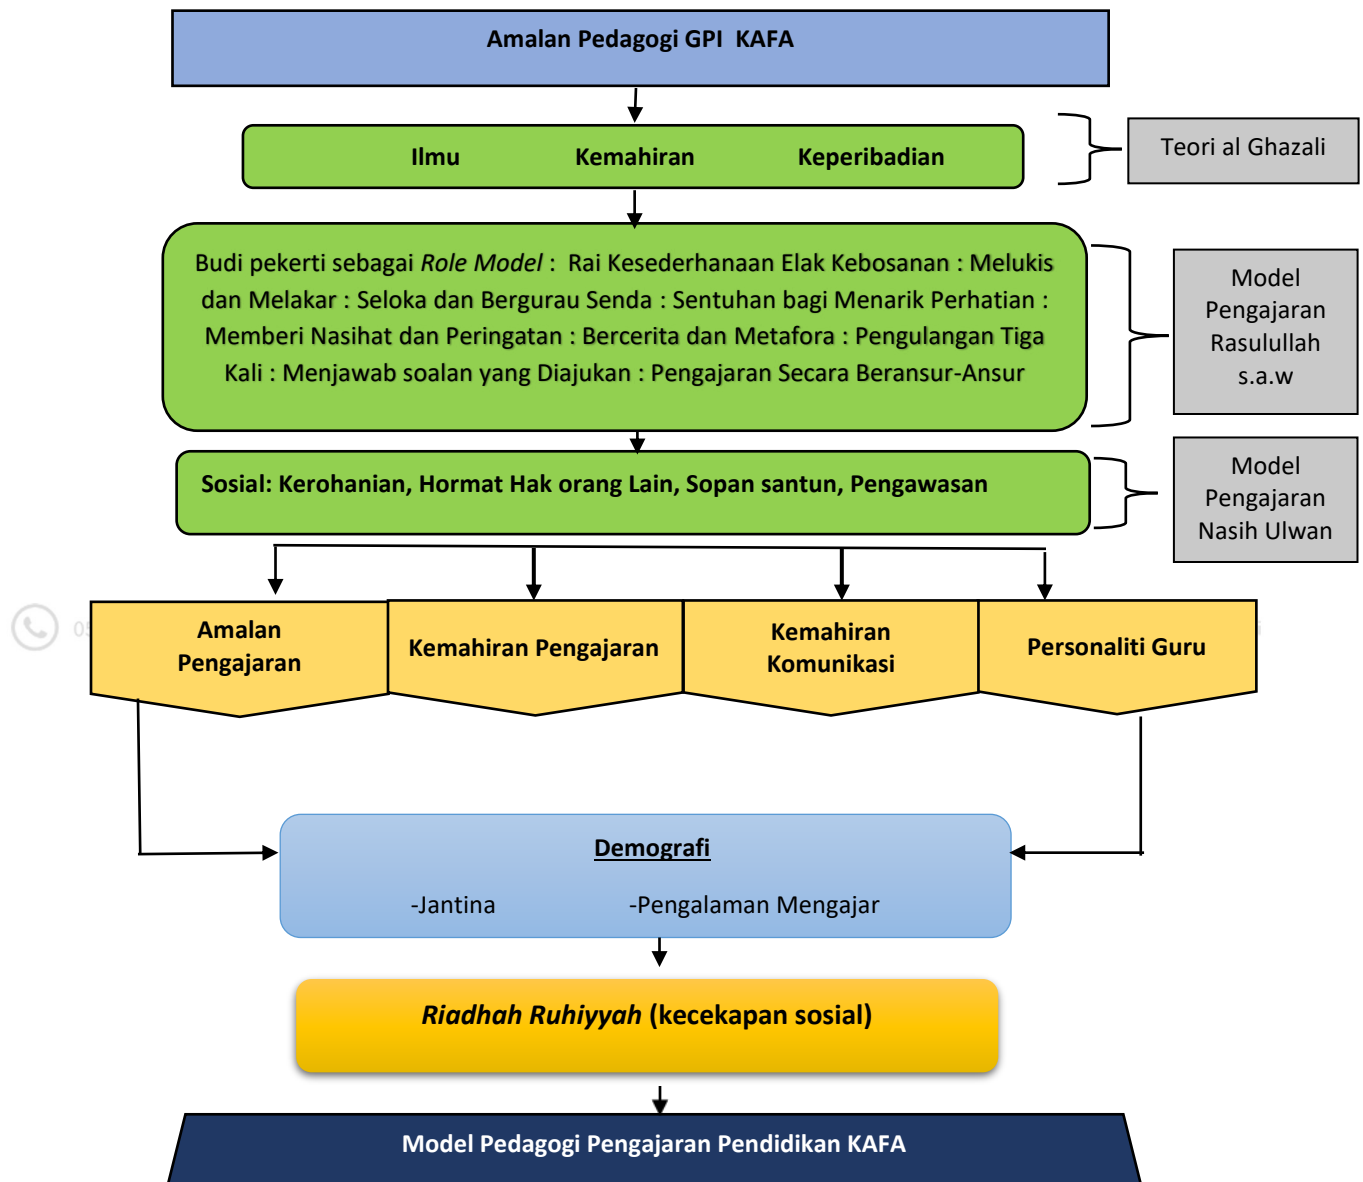 Amalan Pedagogi GPI KAFA
Ilmu Kemahiran Keperibadian
Teori al Ghazali
Budi pekerti sebagai Role Model : Rai Kesederhanaan Elak Kebosanan : Melukis
dan Melakar : Seloka dan Bergurau Senda : Sentuhan bagi Menarik Perhatian :
Memberi Nasihat dan Peringatan : Bercerita dan Metafora : Pengulangan Tiga
Kali : Menjawab soalan yang Diajukan : Pengajaran Secara Beransur-Ansur
Model
Pengajaran
Rasulullah
s.a.w
Sosial: Kerohanian, Hormat Hak orang Lain, Sopan santun, Pengawasan
Model
Pengajaran
Nasih Ulwan
Amalan
Pengajaran
Kemahiran Pengajaran
Kemahiran
Komunikasi
Personaliti Guru
Demografi
-Jantina -Pengalaman Mengajar
Riadhah Ruhiyyah (kecekapan sosial)
Model Pedagogi Pengajaran Pendidikan KAFA